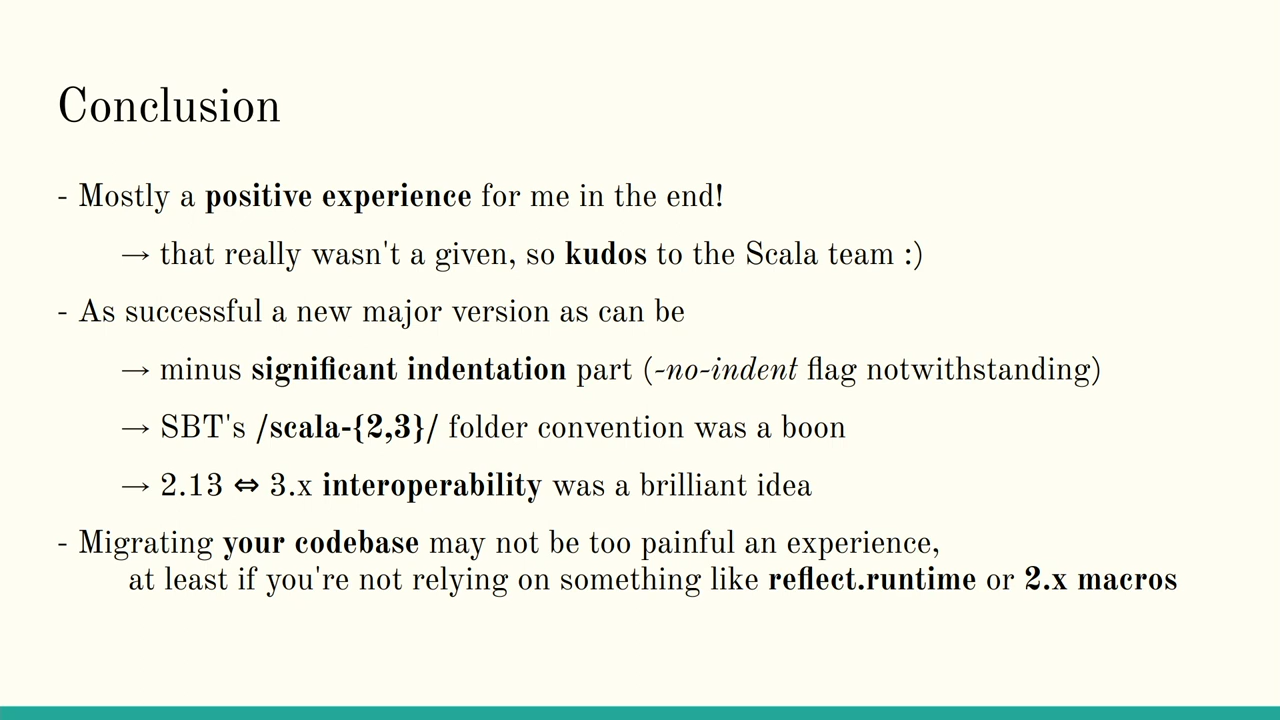 Conclusion
- Mostly a positive experience for me in the end!
→ that really wasn't a given, so kudos to the Scala team :)
- As successful a new major version as can be
→ minus significant indentation part (-no-indent flag notwithstanding)
→ SBT's /scala-{2,3}/ folder convention was a boon
→ 2.13 ⇔ 3.x interoperability was a brilliant idea
- Migrating your codebase may not be too painful an experience,
at least if you're not relying on something like reflect.runtime or 2.x macros